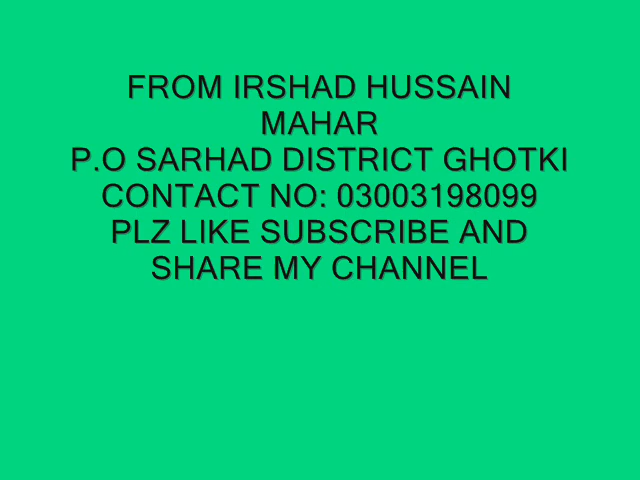 FROM IRSHAD HUSSAIN
MAHAR
P.O SARHAD DISTRICT GHOTKI
CONTACT NO: 03003198099
PLZ LIKE SUBSCRIBE AND
SHARE MY CHANNEL